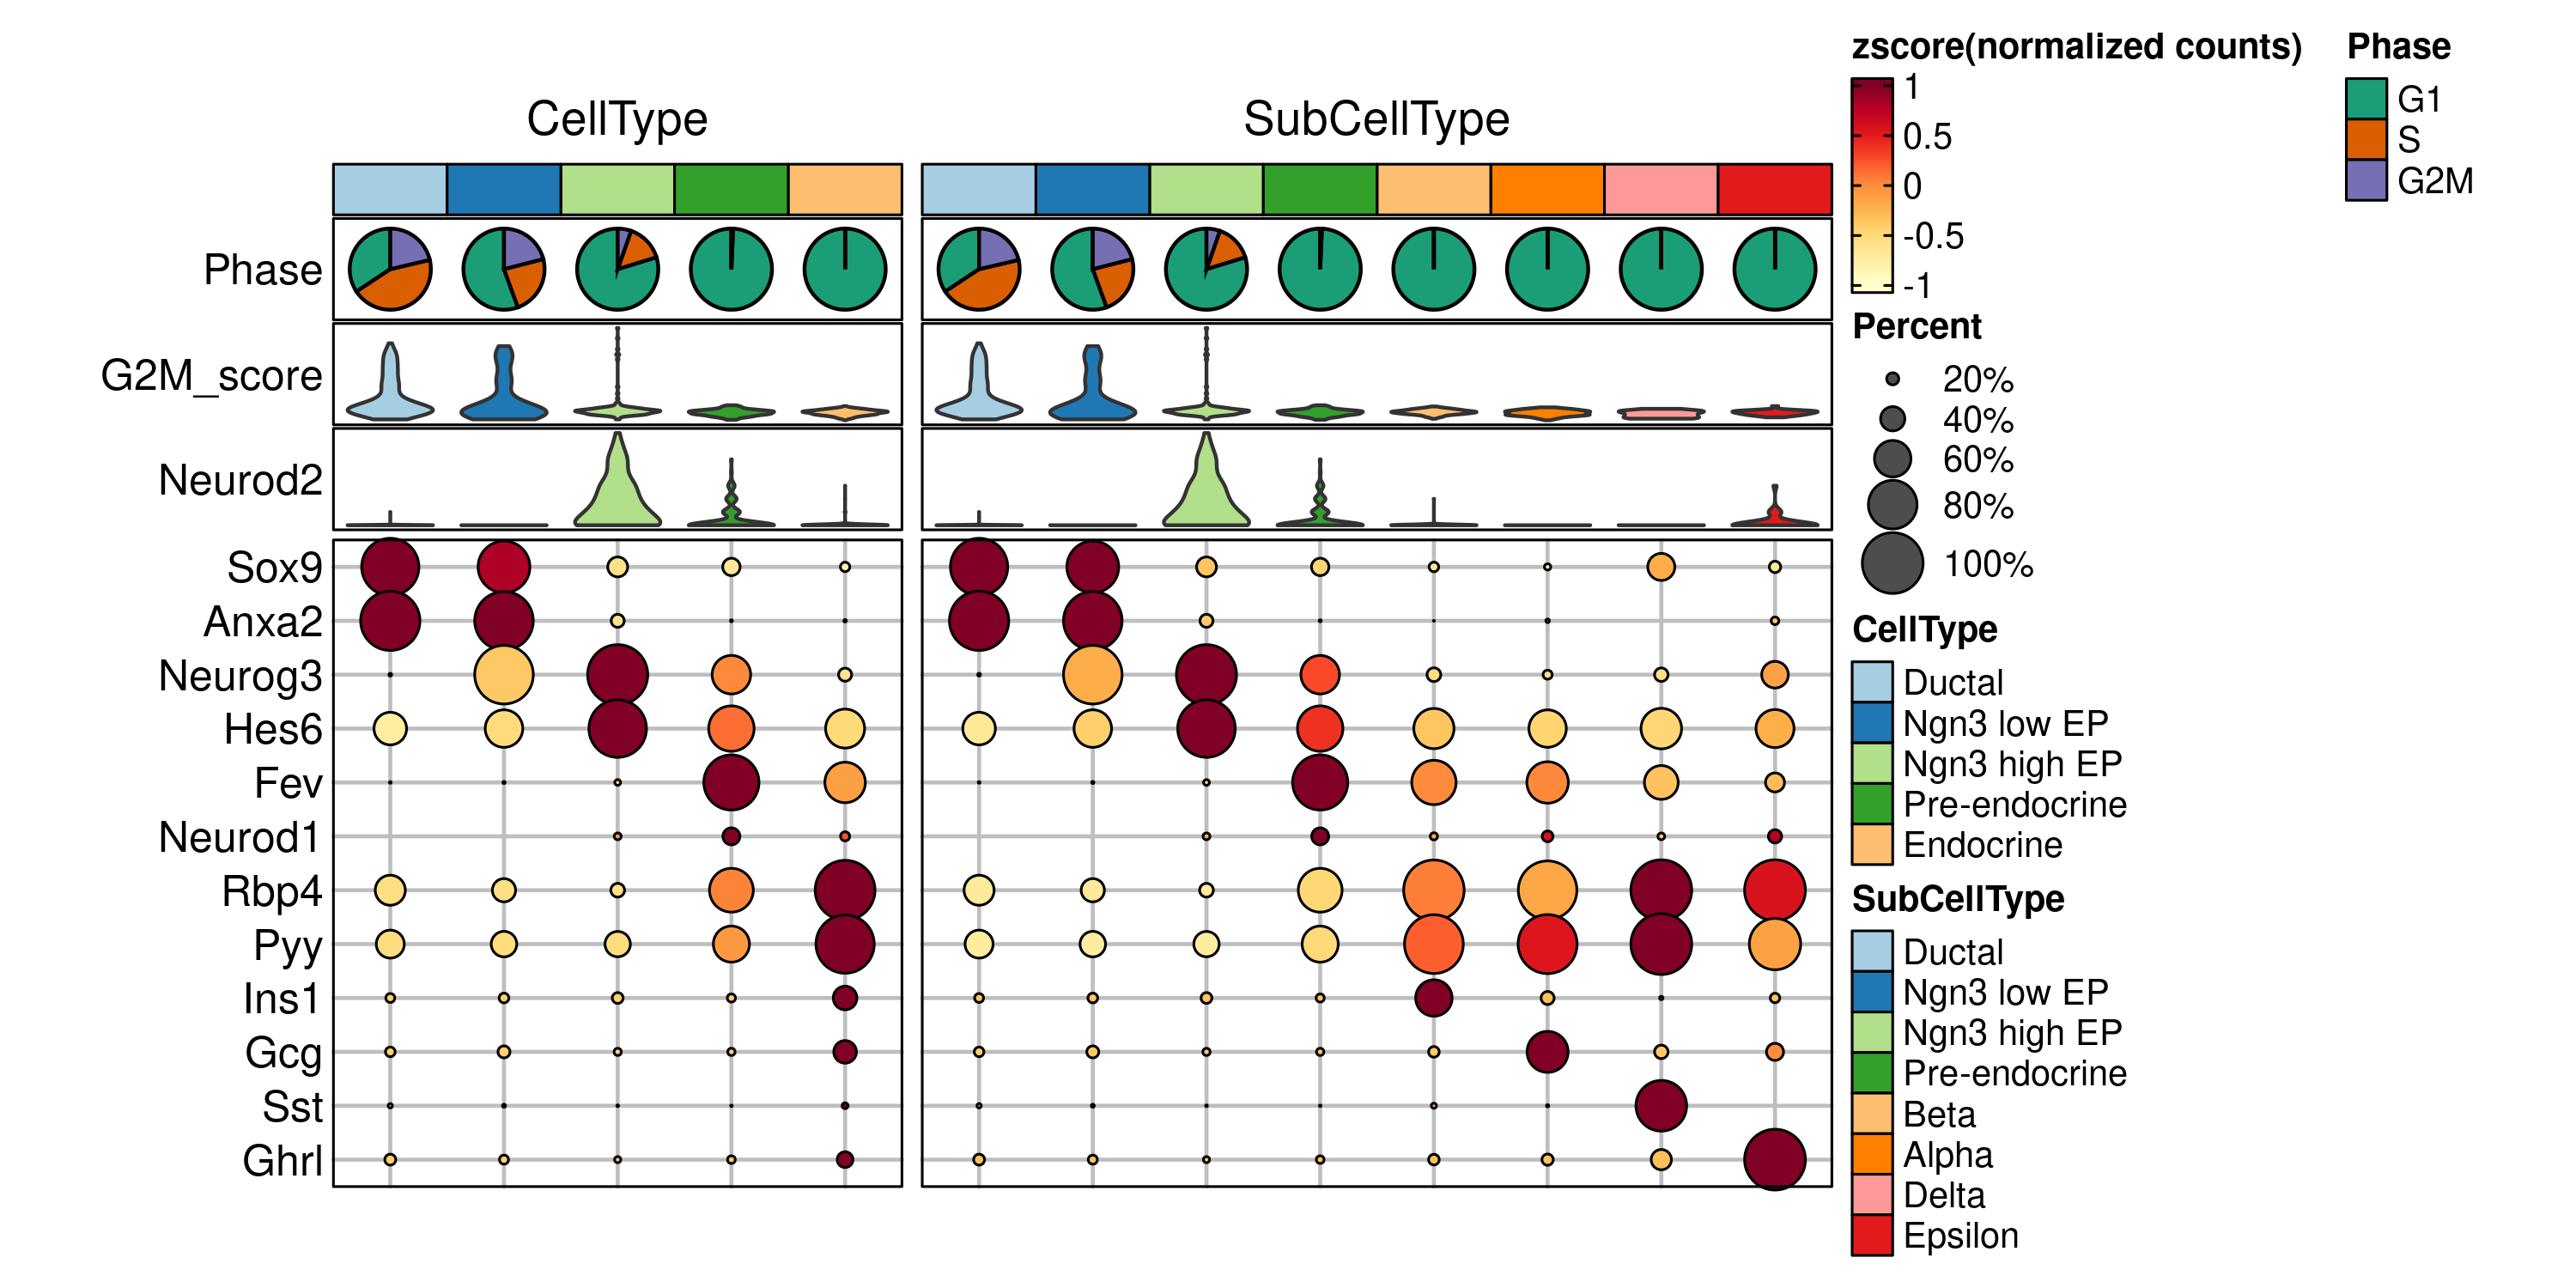 CellType
SubCellType
Phase
G2M_score
Neurod2
Sox9
Anxa2
Neurog3
Hes6
Fev
Neurod1
Rbp4
Pyy
Ins1
Gcg
Sst
Ghrl
zscore(normalized counts)
1
0.5
0
-0.5
-1
Percent
20%
40%
60%
80%
100%
CellType
Ductal
Ngn3 low EP
Ngn3 high EP
Pre-endocrine
Endocrine
SubCellType
Ductal
Ngn3 low EP
Ngn3 high EP
Pre-endocrine
Beta
Alpha
Delta
Epsilon
Phase
G1
S
G2M